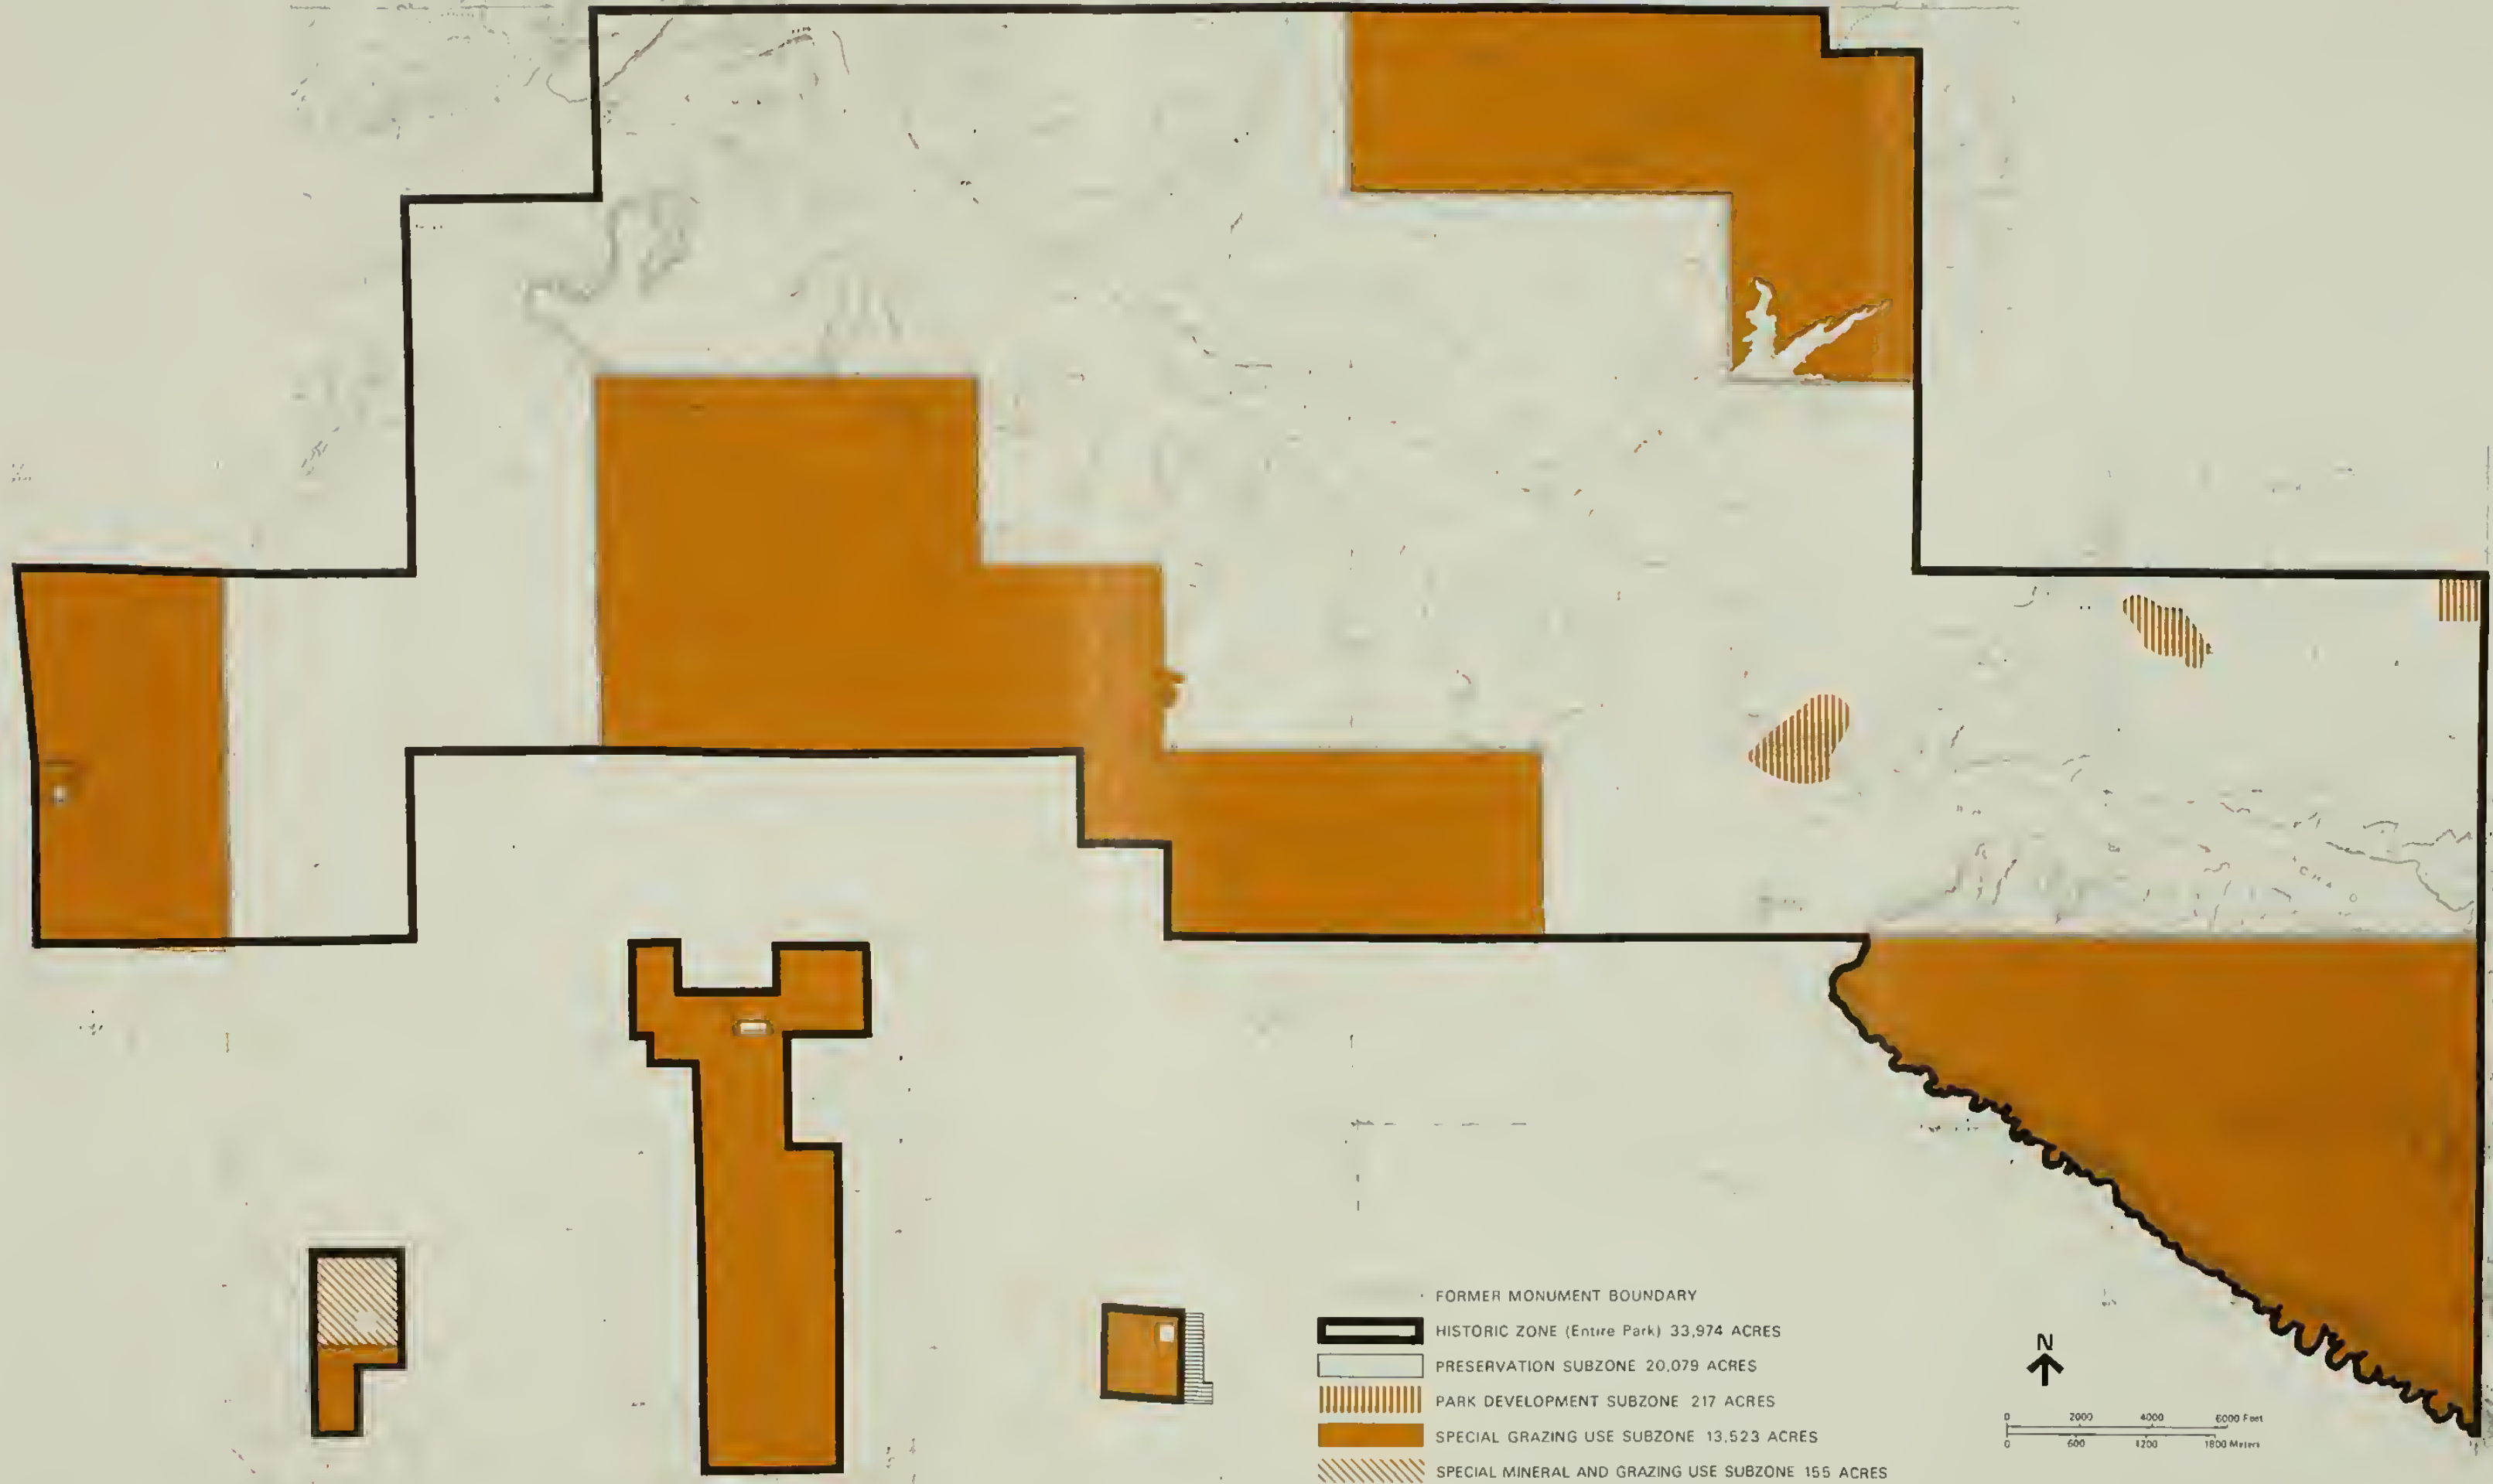 CHACO
FORMER MONUMENT BOUNDARY
HISTORIC ZONE (Entire Park) 33,974 ACRES
PRESERVATION SUBZONE 20,079 ACRES
PARK DEVELOPMENT SUBZONE 217 ACRES
SPECIAL GRAZING USE SUBZONE 13,523 ACRES
SPECIAL MINERAL AND GRAZING USE SUBZONE 155 ACRES
N
0 2000 4000 6000 Feet
0 600 1200 1800 Meters